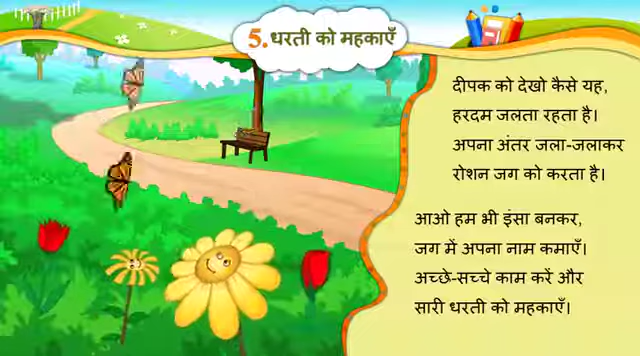 5. धरती को महकाएँ
दीपक को देखो कैसे यह,
हरदम जलता रहता है।
अपना अंतर जला-जलाकर
रोशन जग को करता है।
आओ हम भी इंसा बनकर,
जग में अपना नाम कमाएँ।
अच्छे-सच्चे काम करें और
सारी धरती को महकाएँ।